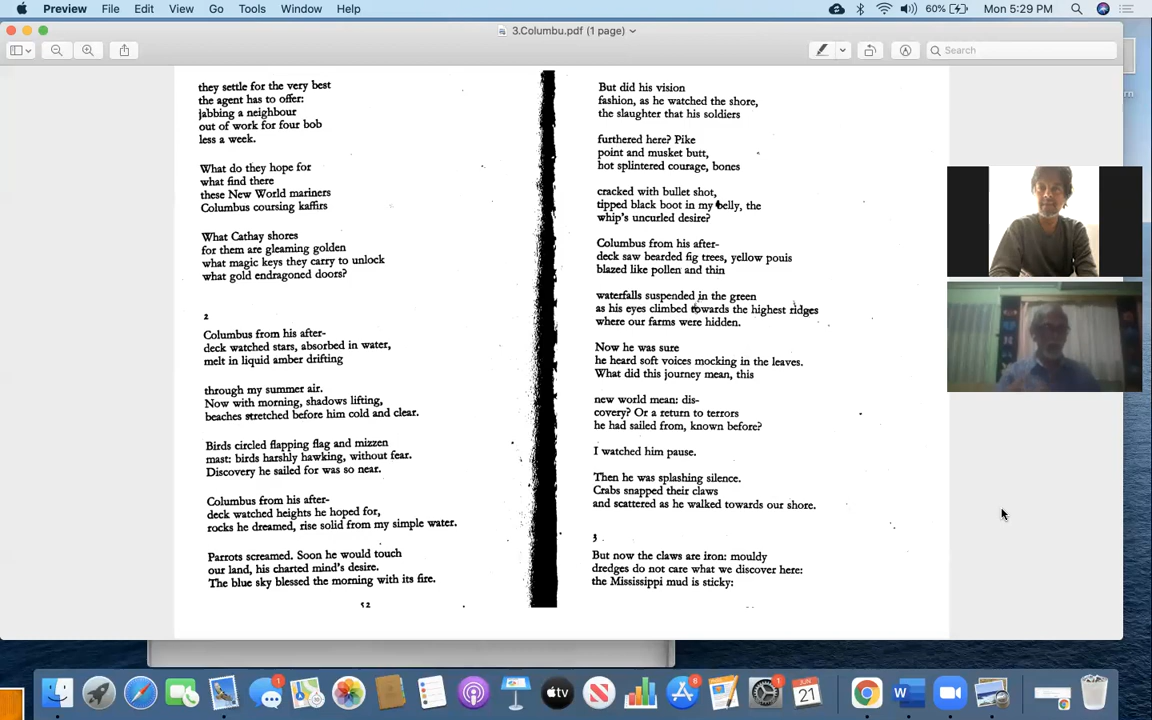 Preview File Edit View Go Tools Window Help
60% Mon 5:29 PM
3.Columbu.pdf (1 page)
Search
they settle for the very best
the agent has to offer:
jabbing a neighbour
out of work for four bob
less a week.
What do they hope for
what find there
these New World mariners
Columbus coursing kaffirs
What Cathay shores
for them are gleaming golden
what magic keys they carry to unlock
what gold endragoned doors?
2
Columbus from his after-
deck watched stars, absorbed in water,
melt in liquid amber drifting
through my summer air.
Now with morning, shadows lifting,
beaches stretched before him cold and clear.
Birds circled flapping flag and mizzen
mast: birds harshly hawking, without fear.
Discovery he sailed for was so near.
Columbus from his after-
deck watched heights he hoped for,
rocks he dreamed, rise solid from my simple water.
Parrots screamed. Soon he would touch
our land, his charted mind's desire.
The blue sky blessed the morning with its fire.
52
But did his vision
fashion, as he watched the shore,
the slaughter that his soldiers
furthered here? Pike
point and musket butt,
hot splintered courage, bones
cracked with bullet shot,
tipped black boot in my belly, the
whip's uncurled desire?
Columbus from his after-
deck saw bearded fig trees, yellow pouis
blazed like pollen and thin
waterfalls suspended in the green
as his eyes climbed towards the highest ridges
where our farms were hidden.
Now he was sure
he heard soft voices mocking in the leaves.
What did this journey mean, this
new world mean: dis-
covery? Or a return to terrors
he had sailed from, known before?
I watched him pause.
Then he was splashing silence.
Crabs snapped their claws
and scattered as he walked towards our shore.
3
But now the claws are iron: mouldy
dredges do not care what we discover here:
the Mississippi mud is sticky:
1
8
1
JUN
21
tv
W